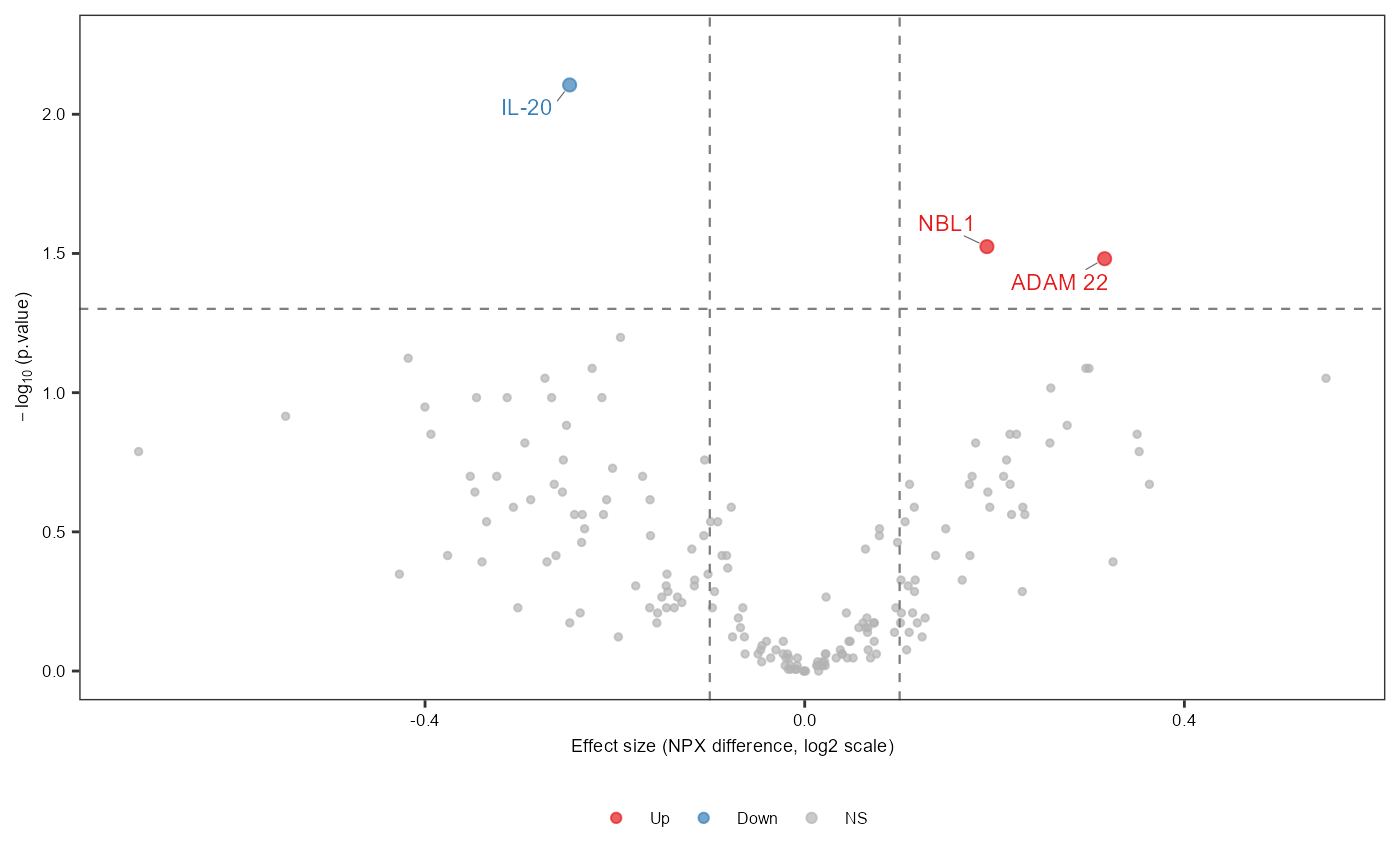 2.0
1.5
1.0
0.5
0.0
− log10 (p.value)
IL-20
NBL1
ADAM 22
-0.4
0.0
0.4
Effect size (NPX difference, log2 scale)
Up
Down
NS